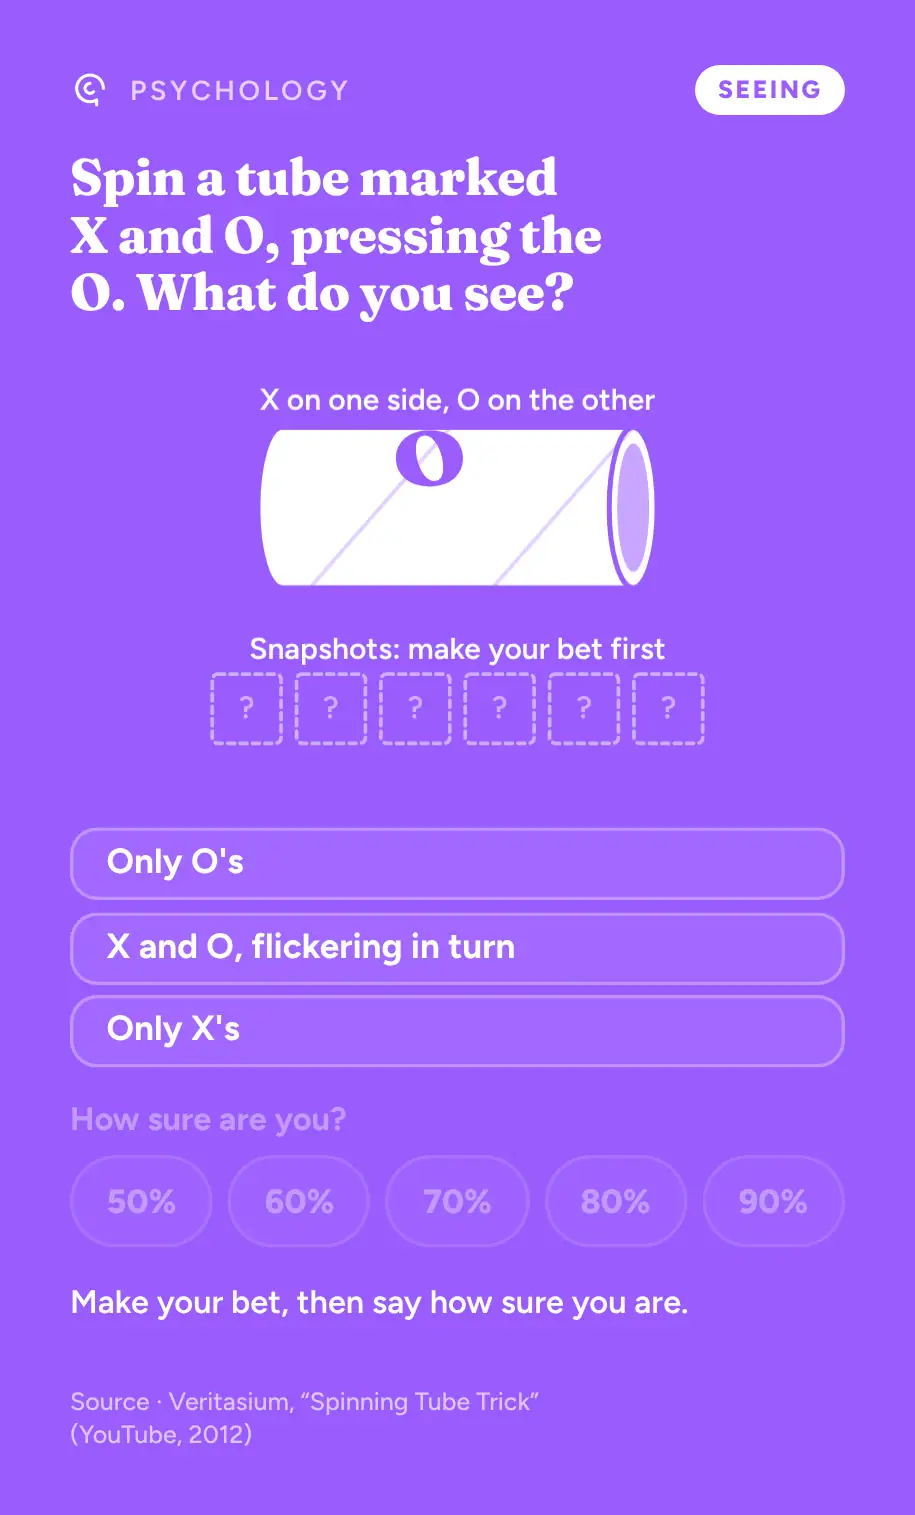 PSYCHOLOGY
SEEING
Spin a tube marked
X and O, pressing the
O. What do you see?
X on one side, O on the other
O
Snapshots: make your bet first
? ? ? ? ? ?
Only O's
X and O, flickering in turn
Only X's
How sure are you?
50% 60% 70% 80% 90%
Make your bet, then say how sure you are.
Source · Veritasium, “Spinning Tube Trick”
(YouTube, 2012)